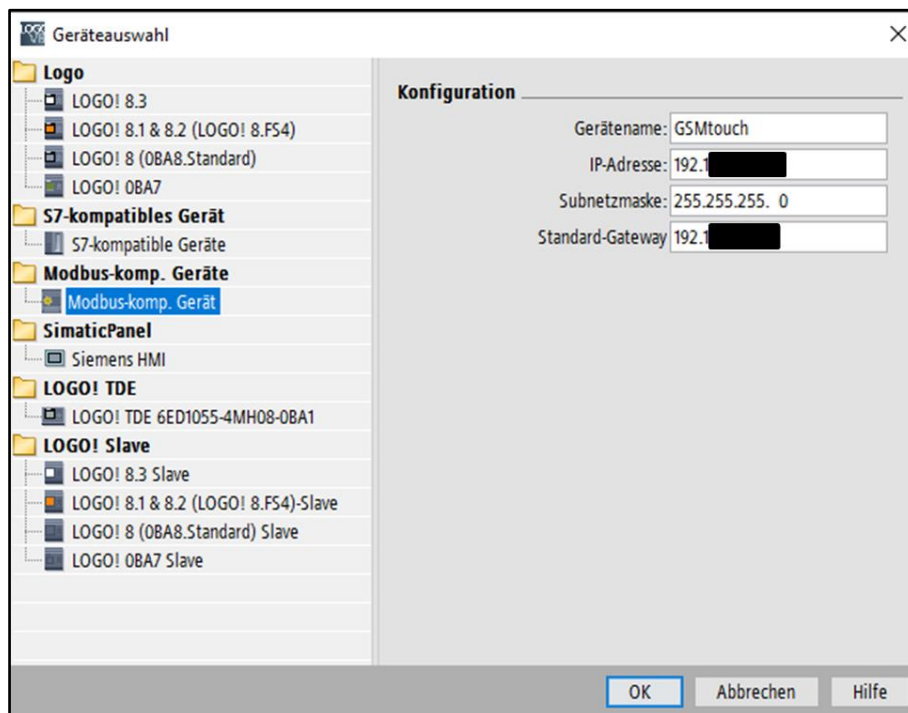 Geräteauswahl
Logo
LOGO! 8.3
LOGO! 8.1 & 8.2 (LOGO! 8.FS4)
LOGO! 8 (0BA8.Standard)
LOGO! 0BA7
S7-kompatibles Gerät
S7-kompatible Geräte
Modbus-komp. Geräte
Modbus-komp. Gerät
SimaticPanel
Siemens HMI
LOGO! TDE
LOGO! TDE 6ED1055-4MH08-0BA1
LOGO! Slave
LOGO! 8.3 Slave
LOGO! 8.1 & 8.2 (LOGO! 8.FS4)-Slave
LOGO! 8 (0BA8.Standard) Slave
LOGO! 0BA7 Slave
Konfiguration
Gerätename: GSMtouch
IP-Adresse: 192.1
Subnetzmaske: 255.255.255. 0
Standard-Gateway 192.1
OK Abbrechen Hilfe